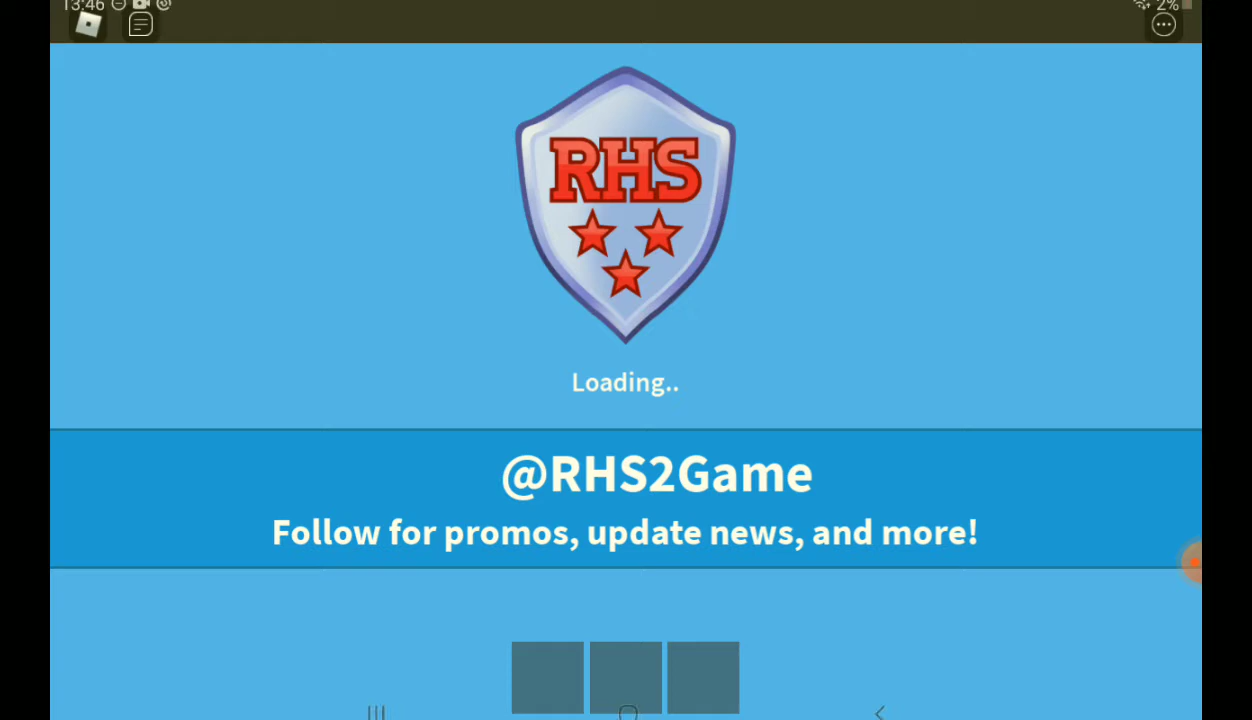 13:46
2%
RHS
Loading..
@RHS2Game
Follow for promos, update news, and more!